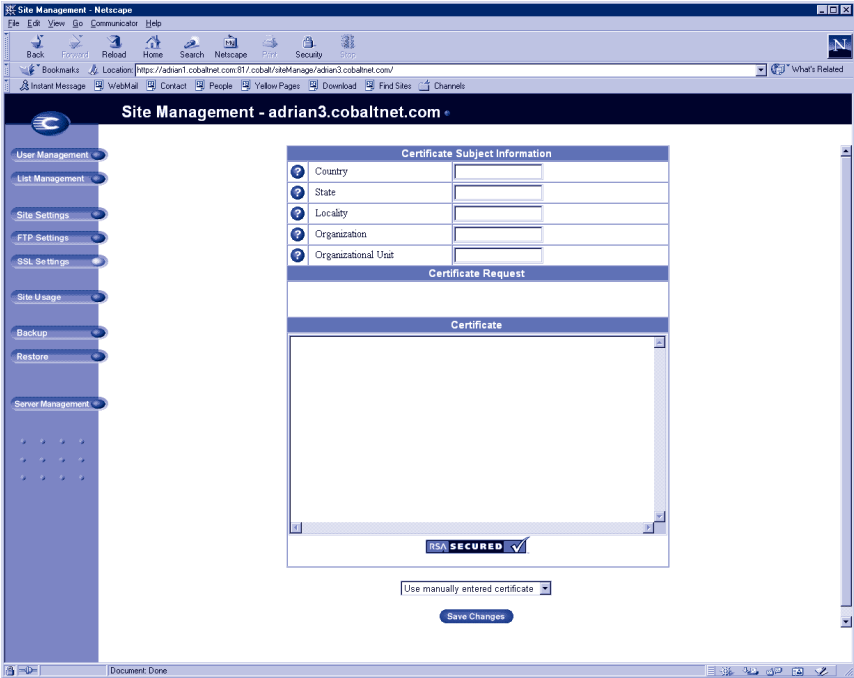 Site Management - Netscape
File Edit View Go Communicator Help
Back Forward Reload Home Search Netscape Print Security Stop
Bookmarks Location: https://adrian1.cobaltnet.com:81/.cobalt/siteManage/adrian3.cobaltnet.com/ What's Related
Instant Message WebMail Contact People Yellow Pages Download Find Sites Channels
Site Management - adrian3.cobaltnet.com
User Management
List Management
Site Settings
FTP Settings
SSL Settings
Site Usage
Backup
Restore
Server Management
Certificate Subject Information
? Country
? State
? Locality
? Organization
? Organizational Unit
Certificate Request
Certificate
RSA SECURED
Use manually entered certificate
Save Changes
Document: Done